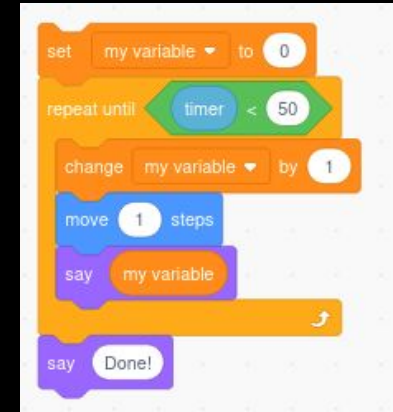 set my variable to 0
repeat until timer < 50
change my variable by 1
move 1 steps
say my variable
say Done!